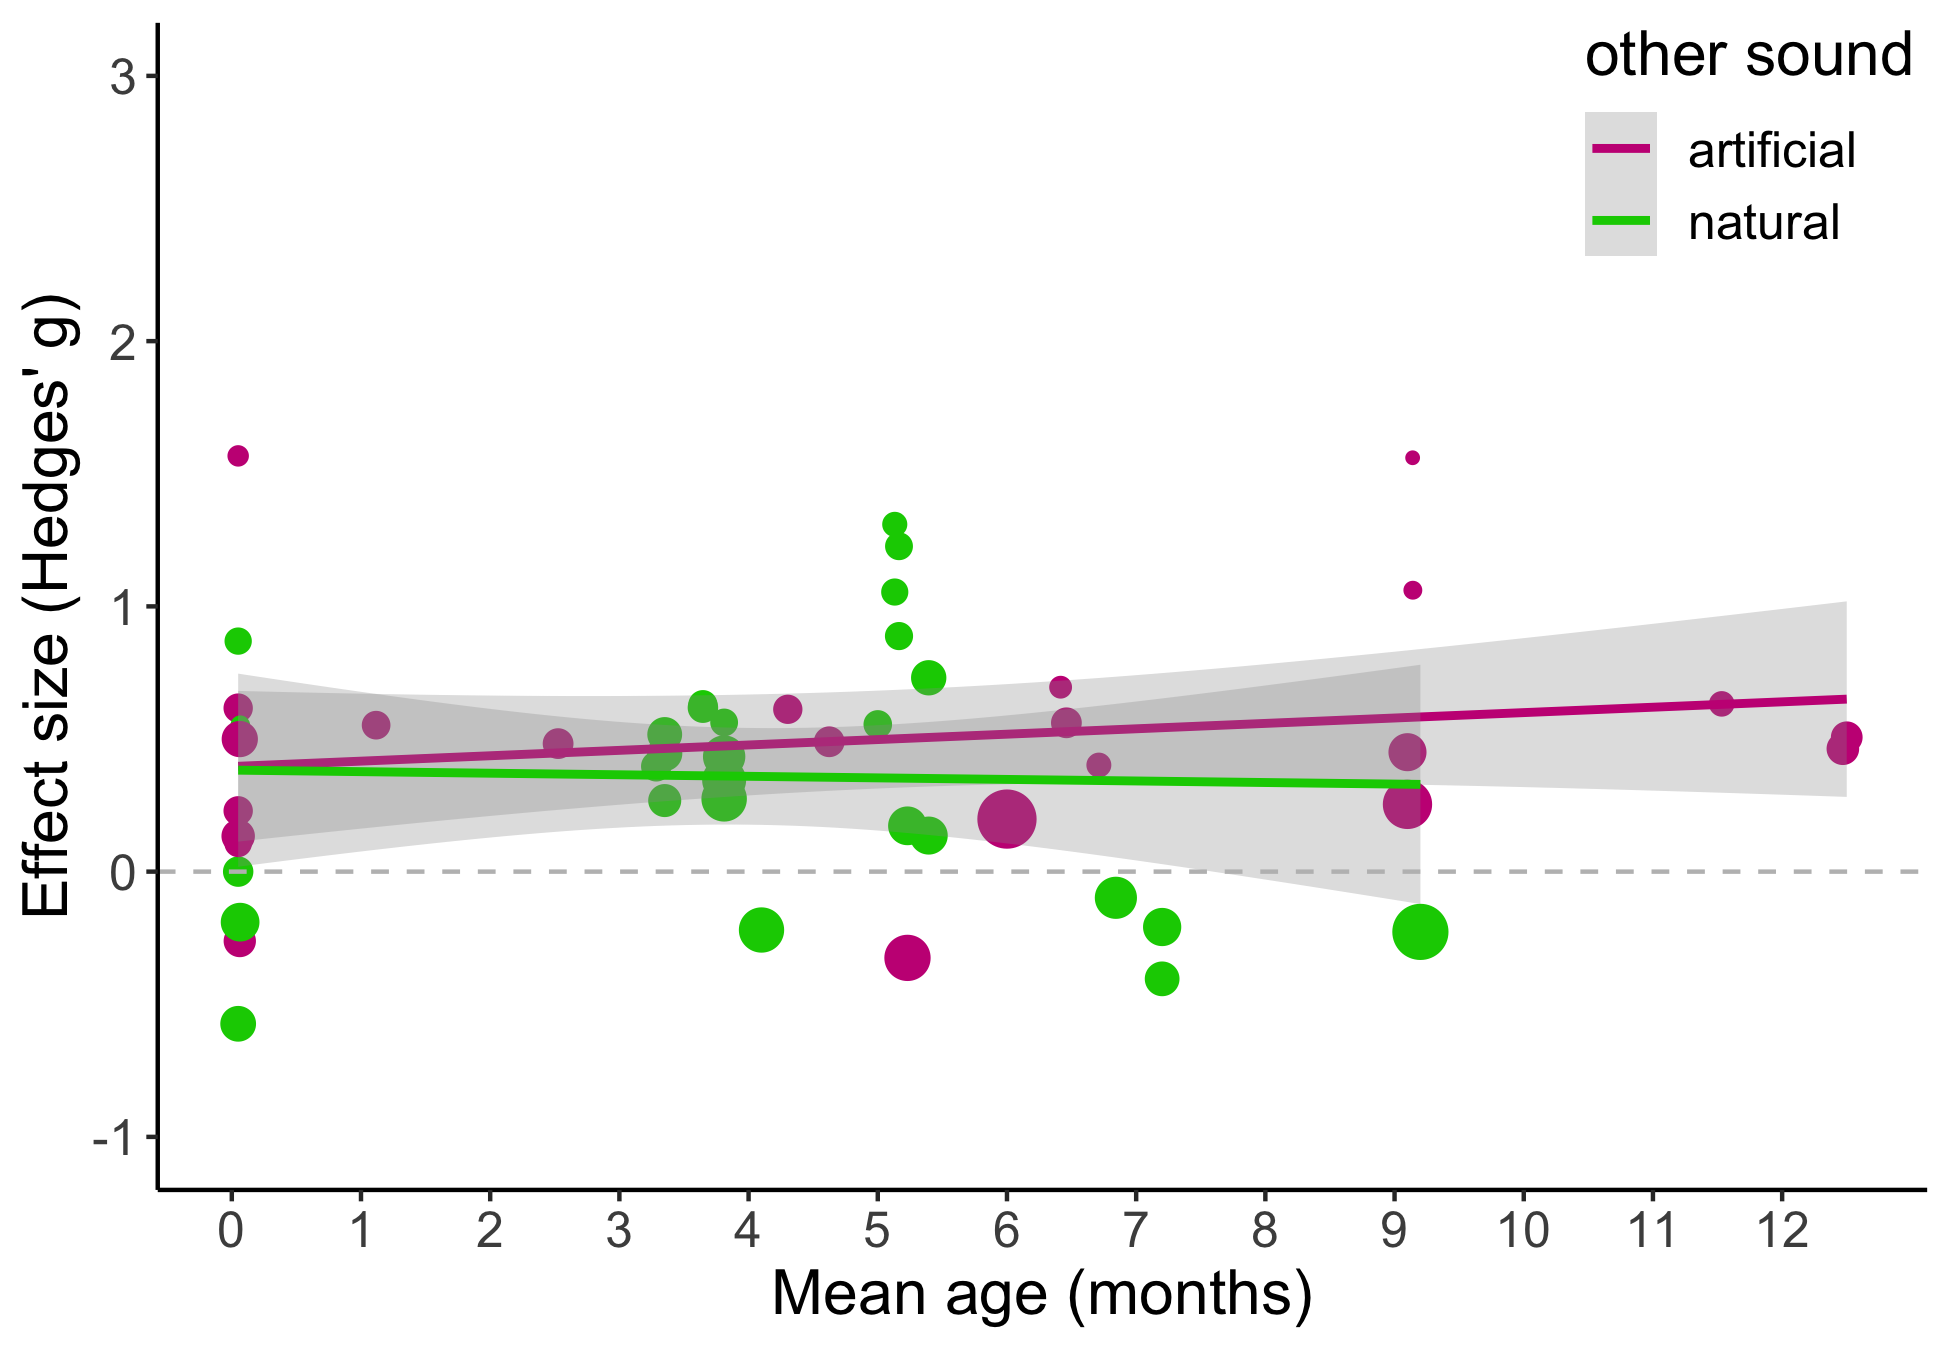 other sound
artificial
natural
Effect size (Hedges' g)
3
2
1
0
-1
0 1 2 3 4 5 6 7 8 9 10 11 12
Mean age (months)